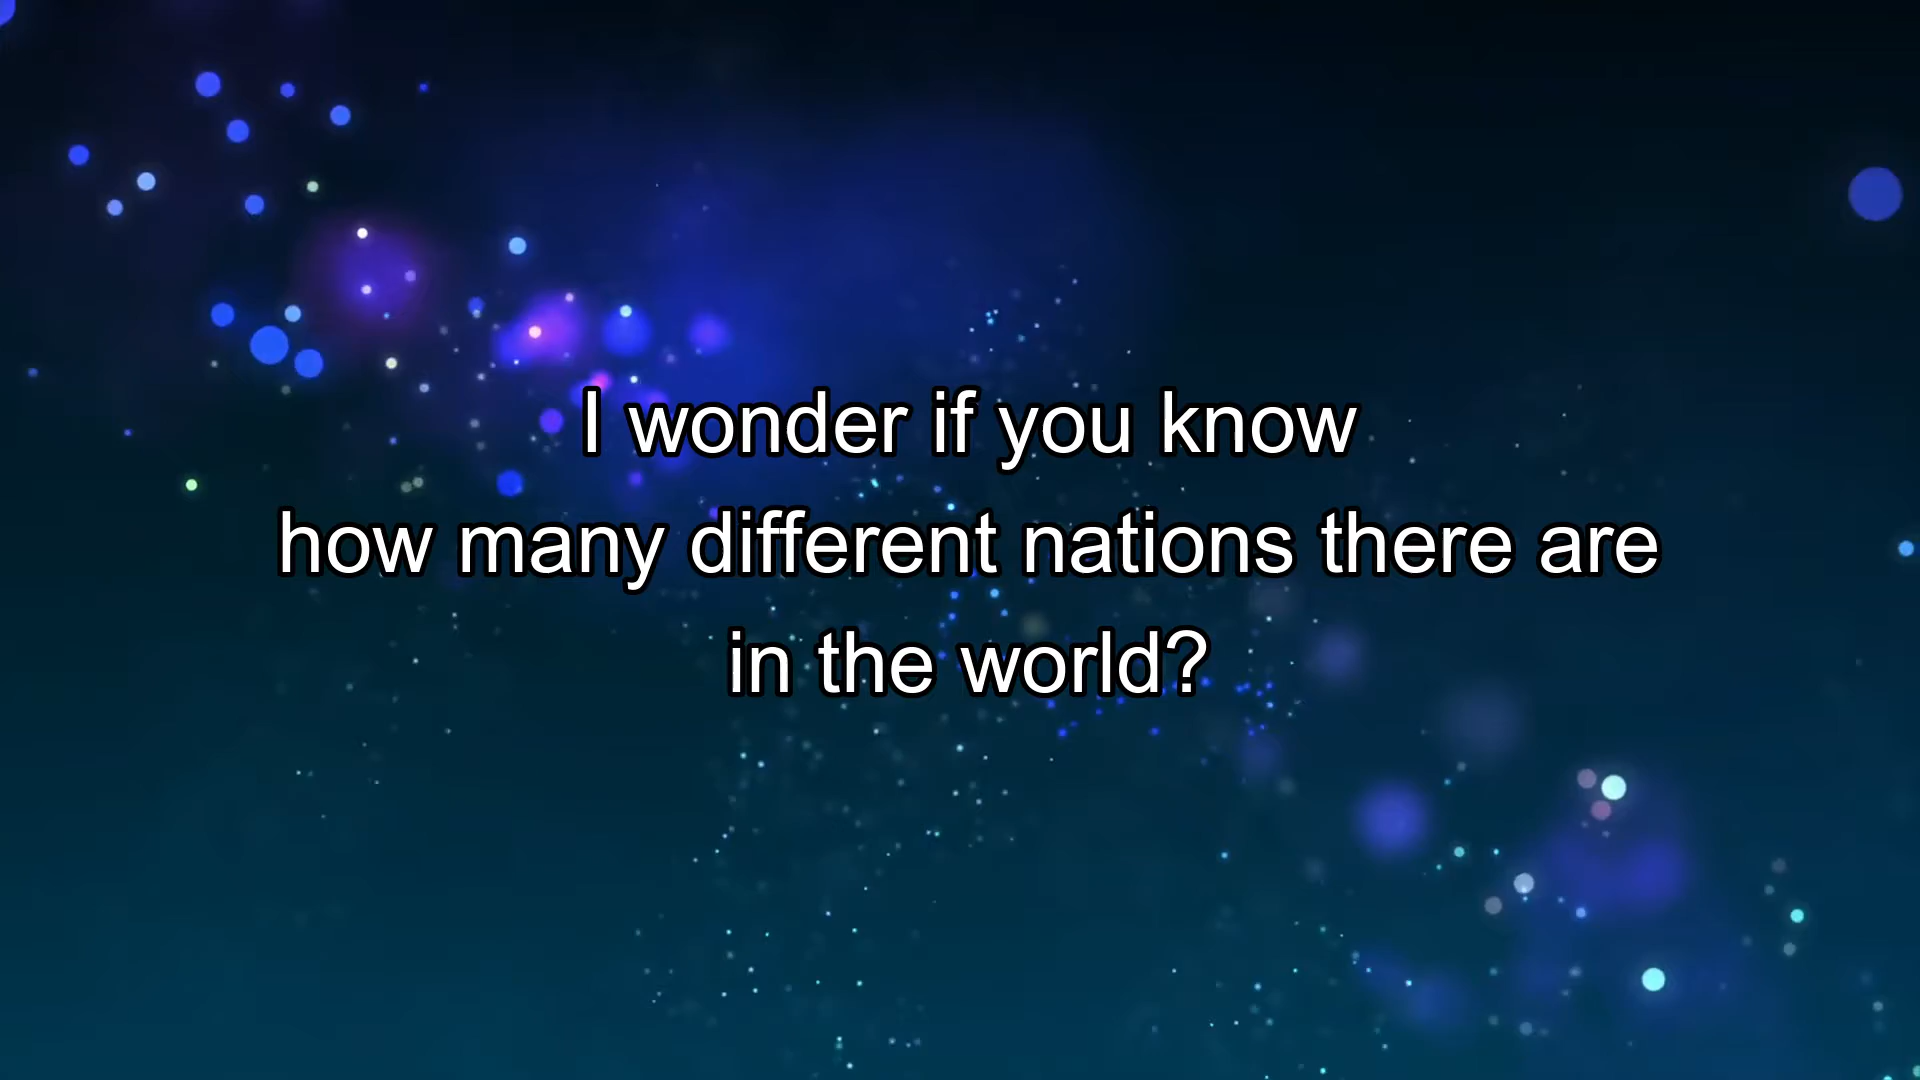 I wonder if you know
how many different nations there are
in the world?